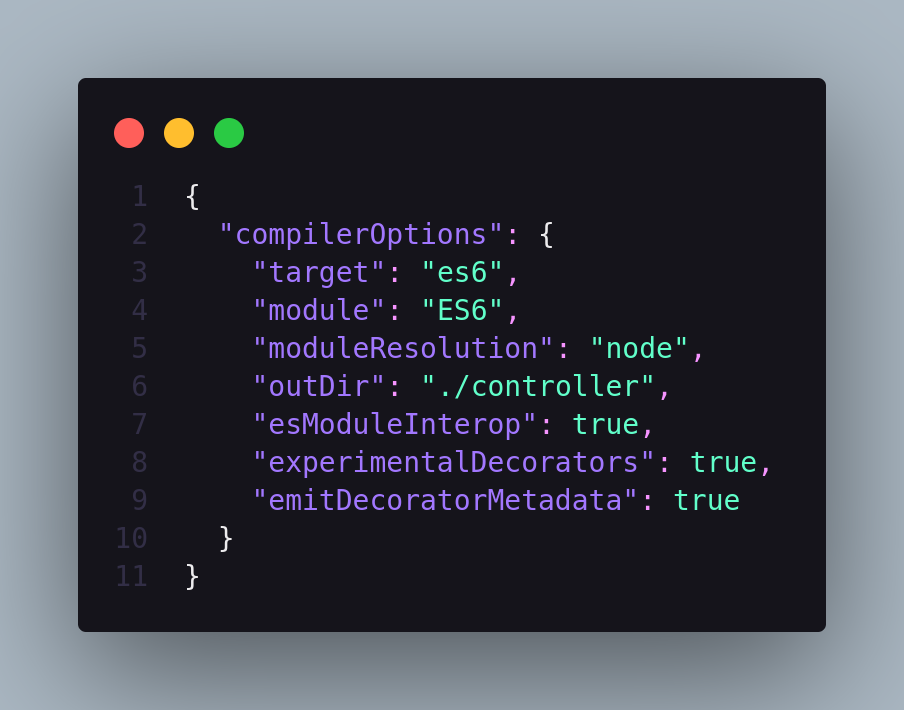 1 {
2   "compilerOptions": {
3     "target": "es6",
4     "module": "ES6",
5     "moduleResolution": "node",
6     "outDir": "./controller",
7     "esModuleInterop": true,
8     "experimentalDecorators": true,
9     "emitDecoratorMetadata": true
10   }
11 }